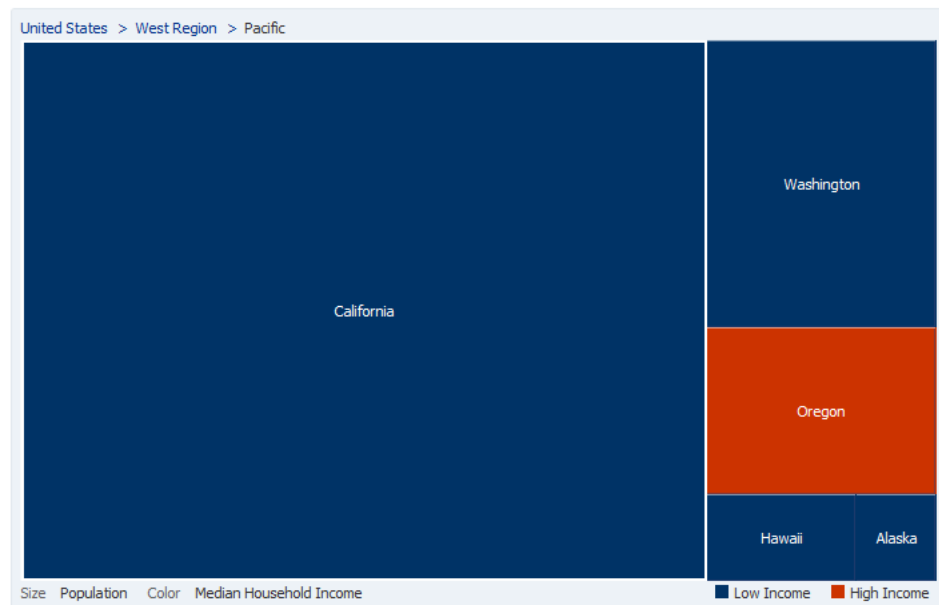 United States > West Region > Pacific
Washington
California
Oregon
Hawaii Alaska
Size Population Color Median Household Income Low Income High Income